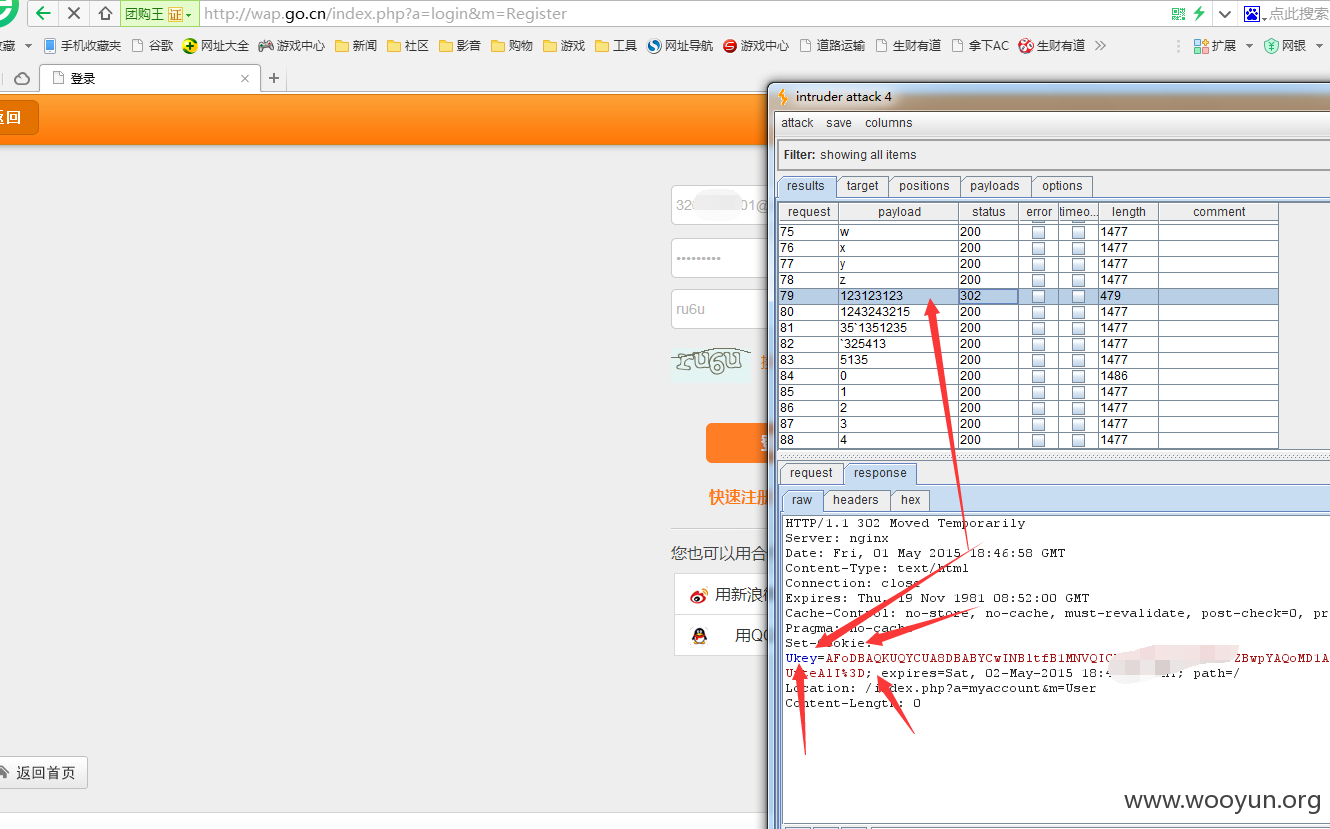 团购王 证 http://wap.go.cn/index.php?a=login&m=Register 点此搜索
收藏 手机收藏夹 谷歌 网址大全 游戏中心 新闻 社区 影音 购物 游戏 工具 网址导航 游戏中心 道路运输 生财有道 拿下AC 生财有道 扩展 网银
登录
返回
32 01@
ru6u
ru6u
快速注册
您也可以用合
用新浪微
用QQ
返回首页
intruder attack 4
attack save columns
Filter: showing all items
results target positions payloads options
request payload status error timeo... length comment
75 w 200 1477
76 x 200 1477
77 y 200 1477
78 z 200 1477
79 123123123 302 479
80 1243243215 200 1477
81 35`1351235 200 1477
82 `325413 200 1477
83 5135 200 1477
84 0 200 1486
85 1 200 1477
86 2 200 1477
87 3 200 1477
88 4 200 1477
request response
raw headers hex
HTTP/1.1 302 Moved Temporarily
Server: nginx
Date: Fri, 01 May 2015 18:46:58 GMT
Content-Type: text/html
Connection: close
Expires: Thu, 19 Nov 1981 08:52:00 GMT
Cache-Control: no-store, no-cache, must-revalidate, post-check=0, pr
Pragma: no-cache
Set-Cookie:
expires=Sat, 02-May-2015 path=/
Location: /index.php?a=myaccount&m=User
Content-Length: 0
www.wooyun.org